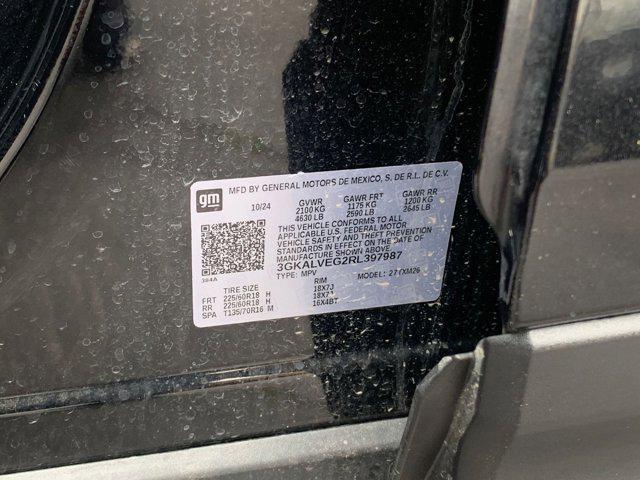 gm
MFD BY GENERAL MOTORS DE MEXICO, S. DE R.L. DE C.V.
10/24 GVWR GAWR FRT GAWR RR
2100 KG 1175 KG 1200 KG
4630 LB 2590 LB 2645 LB
THIS VEHICLE CONFORMS TO ALL
APPLICABLE U.S. FEDERAL MOTOR
VEHICLE SAFETY AND THEFT PREVENTION
STANDARDS IN EFFECT ON THE DATE OF
MANUFACTURE SHOWN ABOVE.
3GKALVEG2RL397987
TYPE: MPV MODEL:
TIRE SIZE RIM
FRT 225/60R18 H 18X7J
RR 225/60R18 H 18X7J
SPA T135/70R16 M 16X4BT